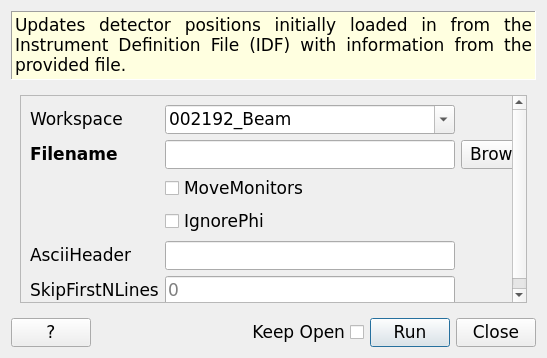 Updates detector positions initially loaded in from the
Instrument Definition File (IDF) with information from the
provided file.
Workspace 002192_Beam
Filename Brow
MoveMonitors
IgnorePhi
AsciiHeader
SkipFirstNLines 0
? Keep Open Run Close